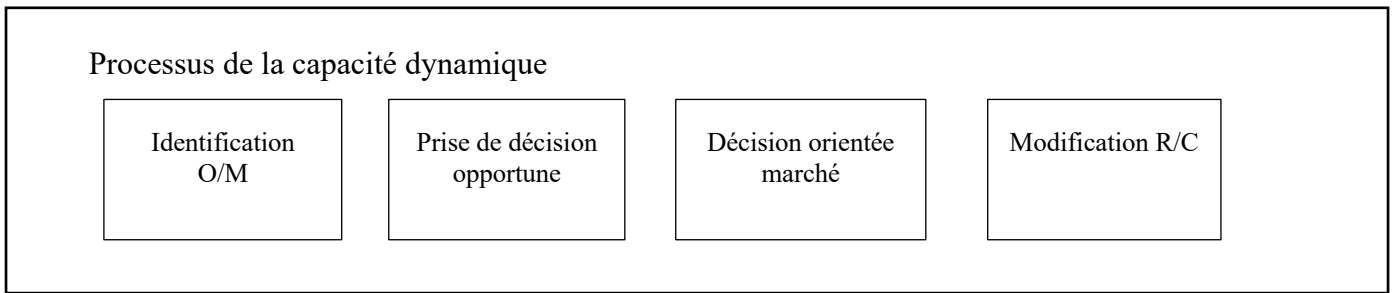 Processus de la capacité dynamique
Identification
O/M
Prise de décision
opportune
Décision orientée
marché
Modification R/C